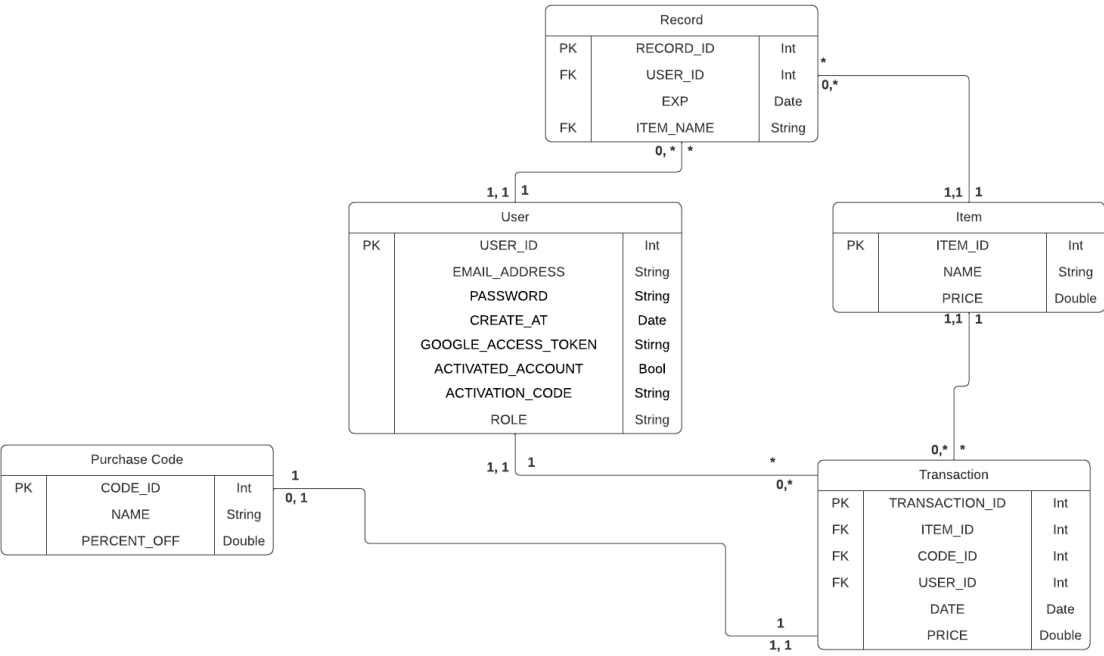 Record
PK RECORD_ID Int
FK USER_ID Int
EXP Date
FK ITEM_NAME String
*
0,*
0, * *
1, 1 1
1,1 1
User
PK USER_ID Int
EMAIL_ADDRESS String
PASSWORD String
CREATE_AT Date
GOOGLE_ACCESS_TOKEN Stirng
ACTIVATED_ACCOUNT Bool
ACTIVATION_CODE String
ROLE String
Item
PK ITEM_ID Int
NAME String
PRICE Double
1,1 1
0,* *
1, 1 1
*
0,*
Purchase Code
PK CODE_ID Int
NAME String
PERCENT_OFF Double
1
0, 1
Transaction
PK TRANSACTION_ID Int
FK ITEM_ID Int
FK CODE_ID Int
FK USER_ID Int
DATE Date
PRICE Double
1
1, 1